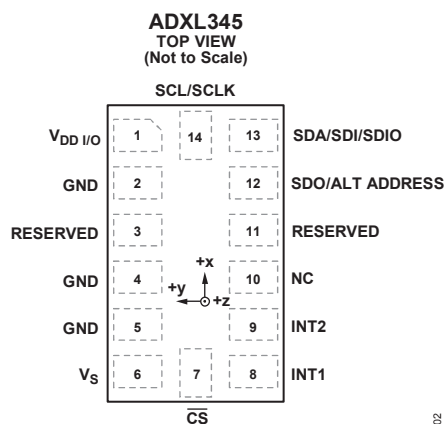 ADXL345
TOP VIEW
(Not to Scale)
SCL/SCLK
VDD I/O 1 14 13 SDA/SDI/SDIO
GND 2 12 SDO/ALT ADDRESS
RESERVED 3 11 RESERVED
+x
GND 4 10 NC
+y +z
GND 5 9 INT2
VS 6 7 8 INT1
CS
02